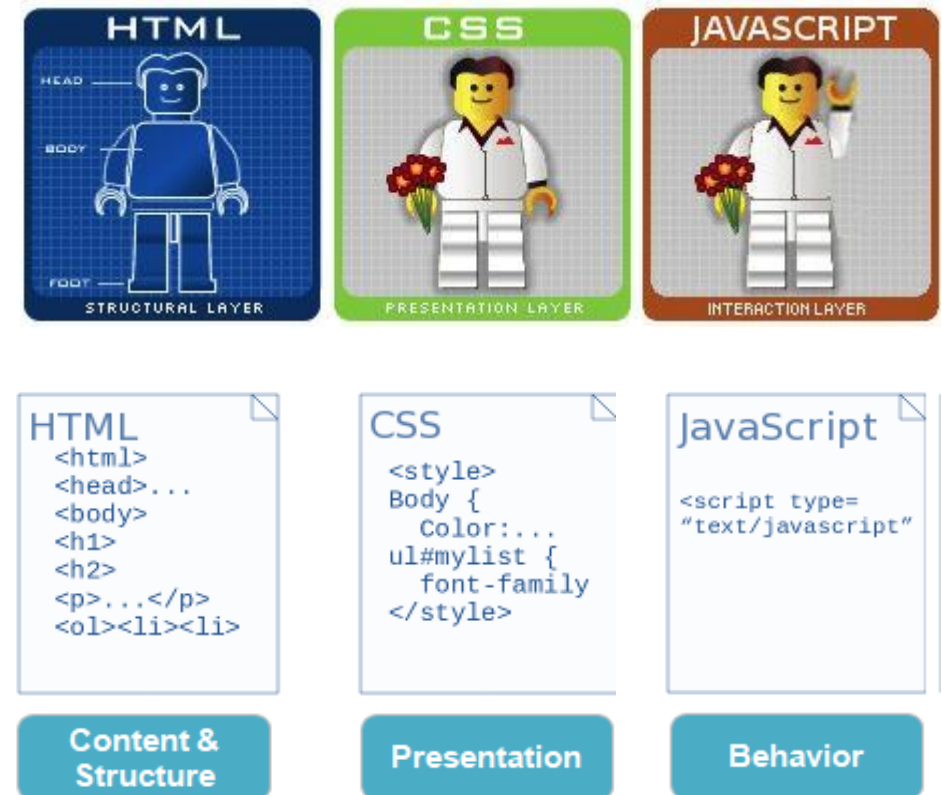 HTML
HEAD
BODY
FOOT
STRUCTURAL LAYER
CSS
PRESENTATION LAYER
JAVASCRIPT
INTERACTION LAYER
HTML
<html>
<head>...
<body>
<h1>
<h2>
<p>...</p>
<ol><li><li>
CSS
<style>
Body {
Color:...
ul#mylist {
font-family
</style>
JavaScript
<script type=
“text/javascript”
Content &
Structure
Presentation
Behavior